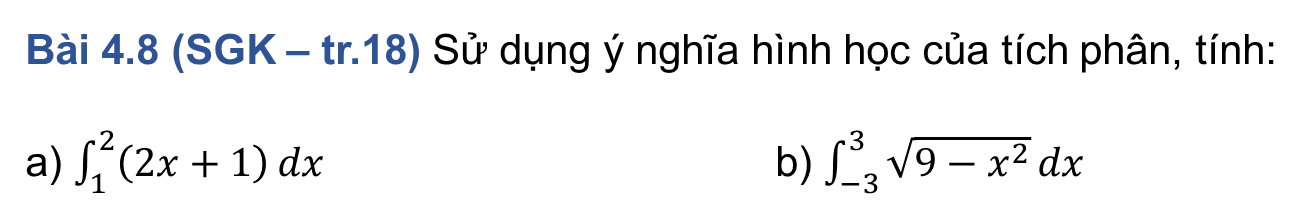 Bài 4.8 (SGK – tr.18) Sử dụng ý nghĩa hình học của tích phân, tính:
a) ∫₁²(2x + 1) dx b) ∫₋₃³ √(9 − x²) dx